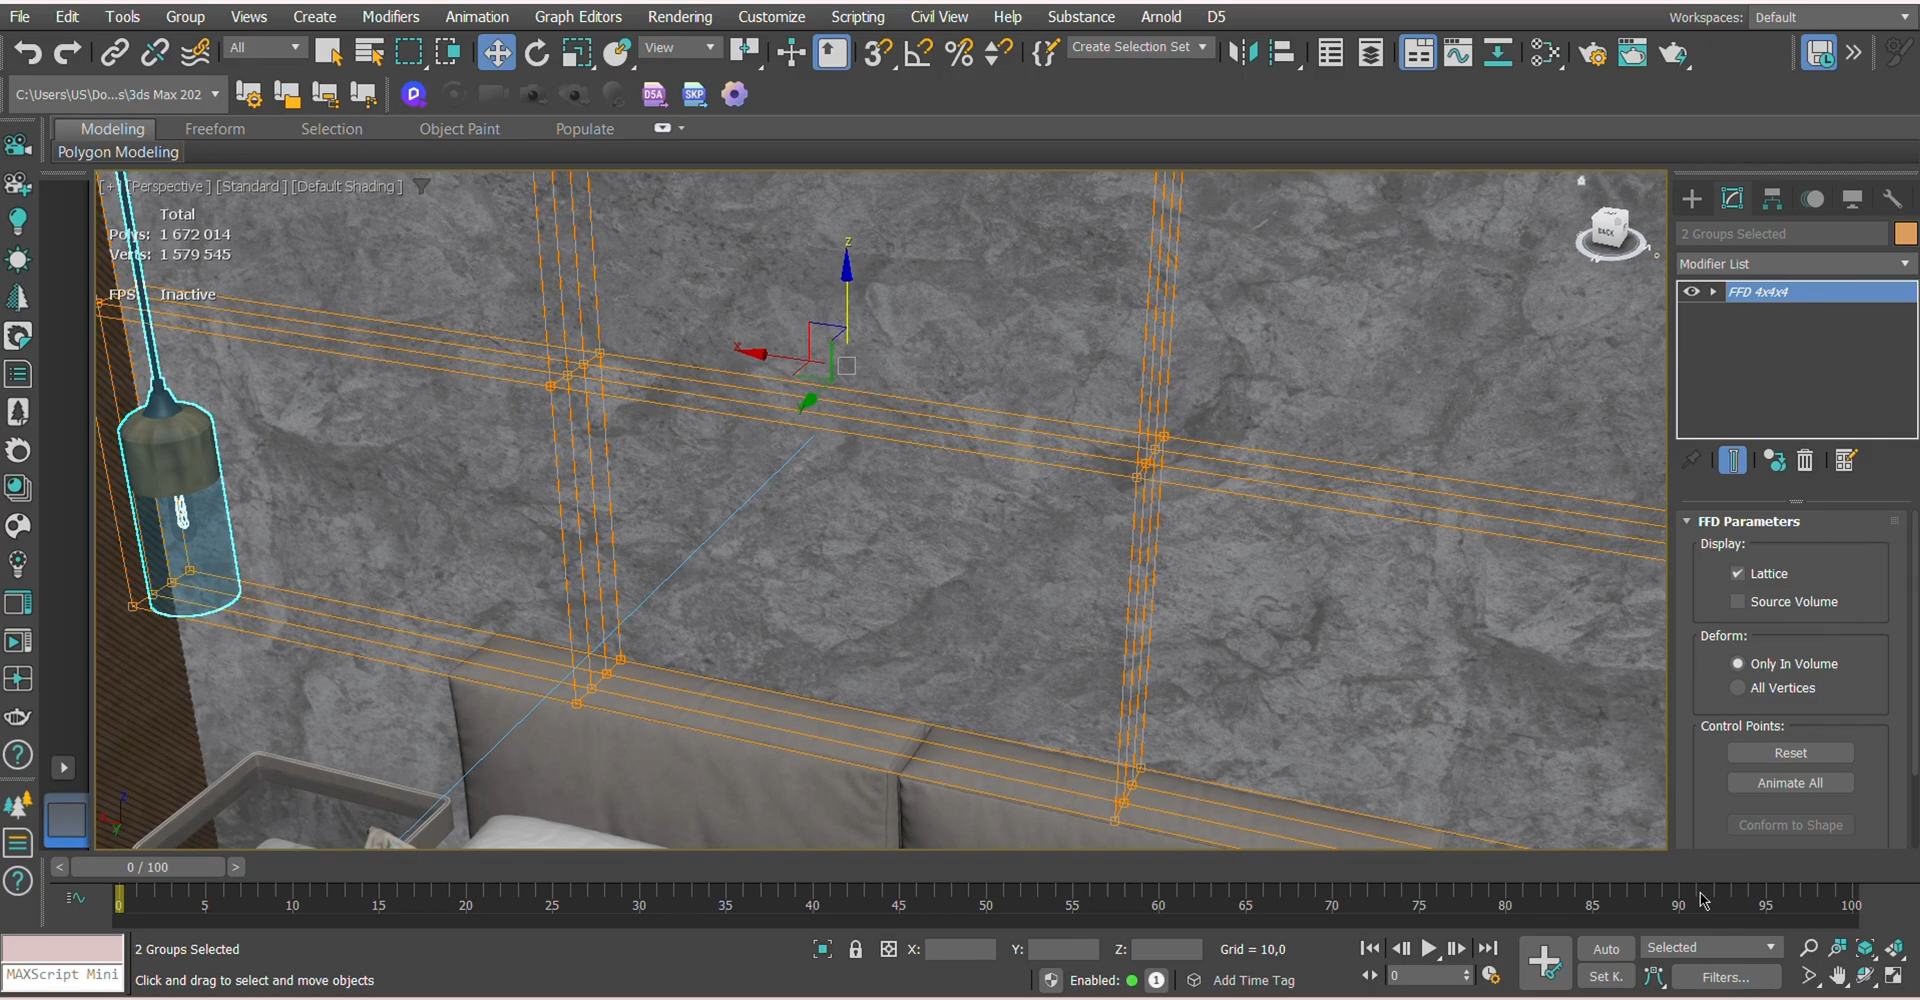 File Edit Tools Group Views Create Modifiers Animation Graph Editors Rendering Customize Scripting Civil View Help Substance Arnold D5 Workspaces: Default
All View Create Selection Set
C:\Users\US\Do...s\3ds Max 202 D5A SKP
Modeling Freeform Selection Object Paint Populate
Polygon Modeling
[+] [Perspective] [Standard] [Default Shading]
Total
Polys: 1 672 014
Verts: 1 579 545
FPS: Inactive
z
x
BACK
2 Groups Selected
Modifier List
FFD 4x4x4
FFD Parameters
Display:
Lattice
Source Volume
Deform:
Only In Volume
All Vertices
Control Points:
Reset
Animate All
Conform to Shape
z
y
< 0 / 100 >
0 5 10 15 20 25 30 35 40 45 50 55 60 65 70 75 80 85 90 95 100
2 Groups Selected X: Y: Z: Grid = 10,0 Auto Selected
MAXScript Mini Click and drag to select and move objects Enabled: 1 Add Time Tag 0 Set K. Filters...